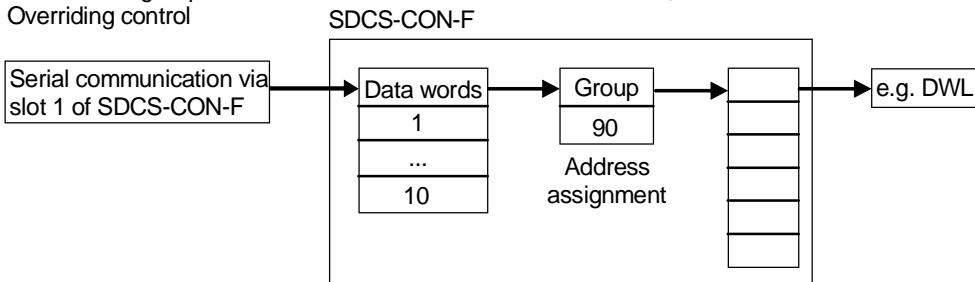 Overriding control
SDCS-CON-F
Serial communication via
slot 1 of SDCS-CON-F
Data words
1
...
10
Group
90
Address
assignment
e.g. DWL